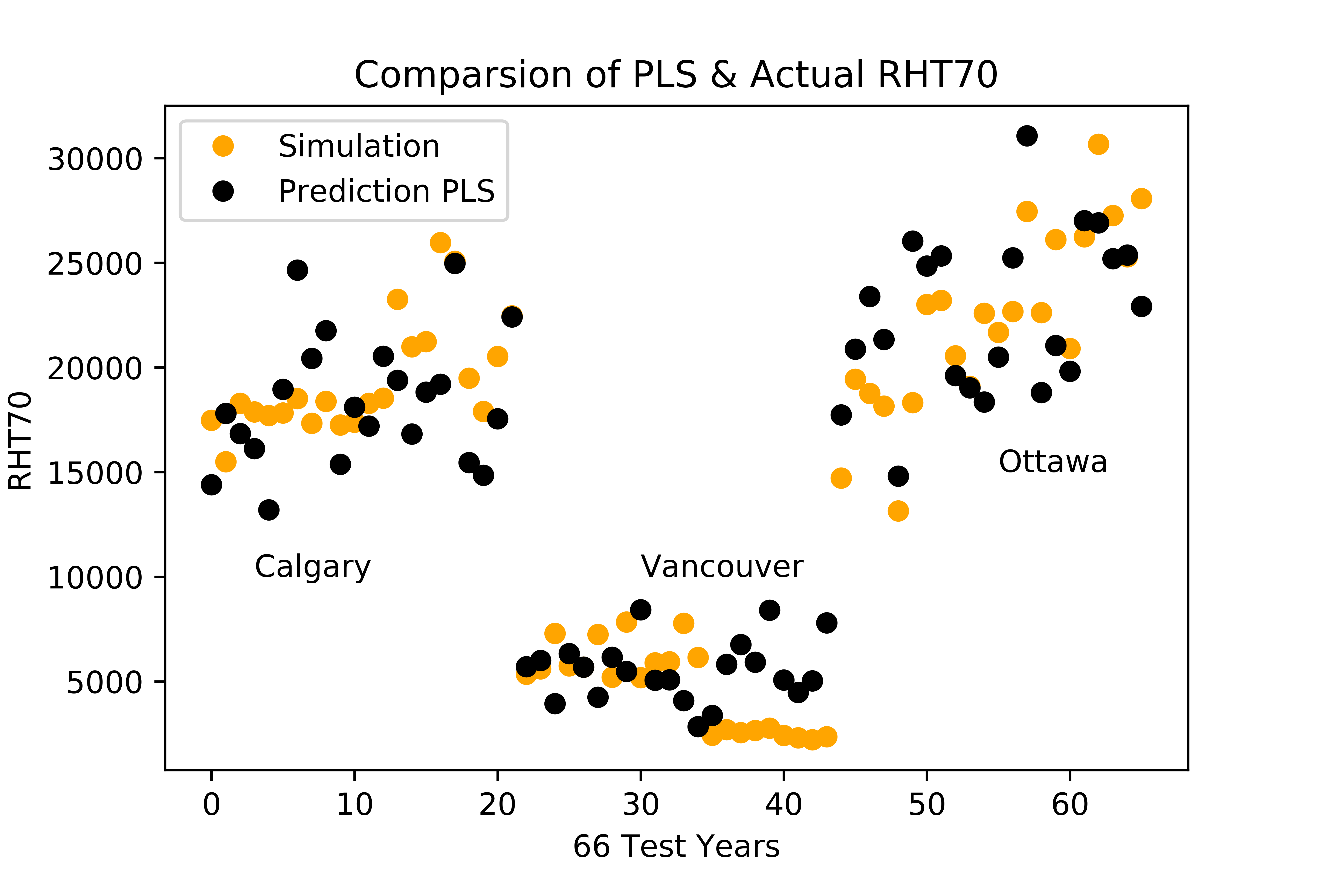 Comparsion of PLS & Actual RHT70
Simulation
Prediction PLS
30000
25000
20000
15000
10000
5000
RHT70
Calgary
Vancouver
Ottawa
0 10 20 30 40 50 60
66 Test Years